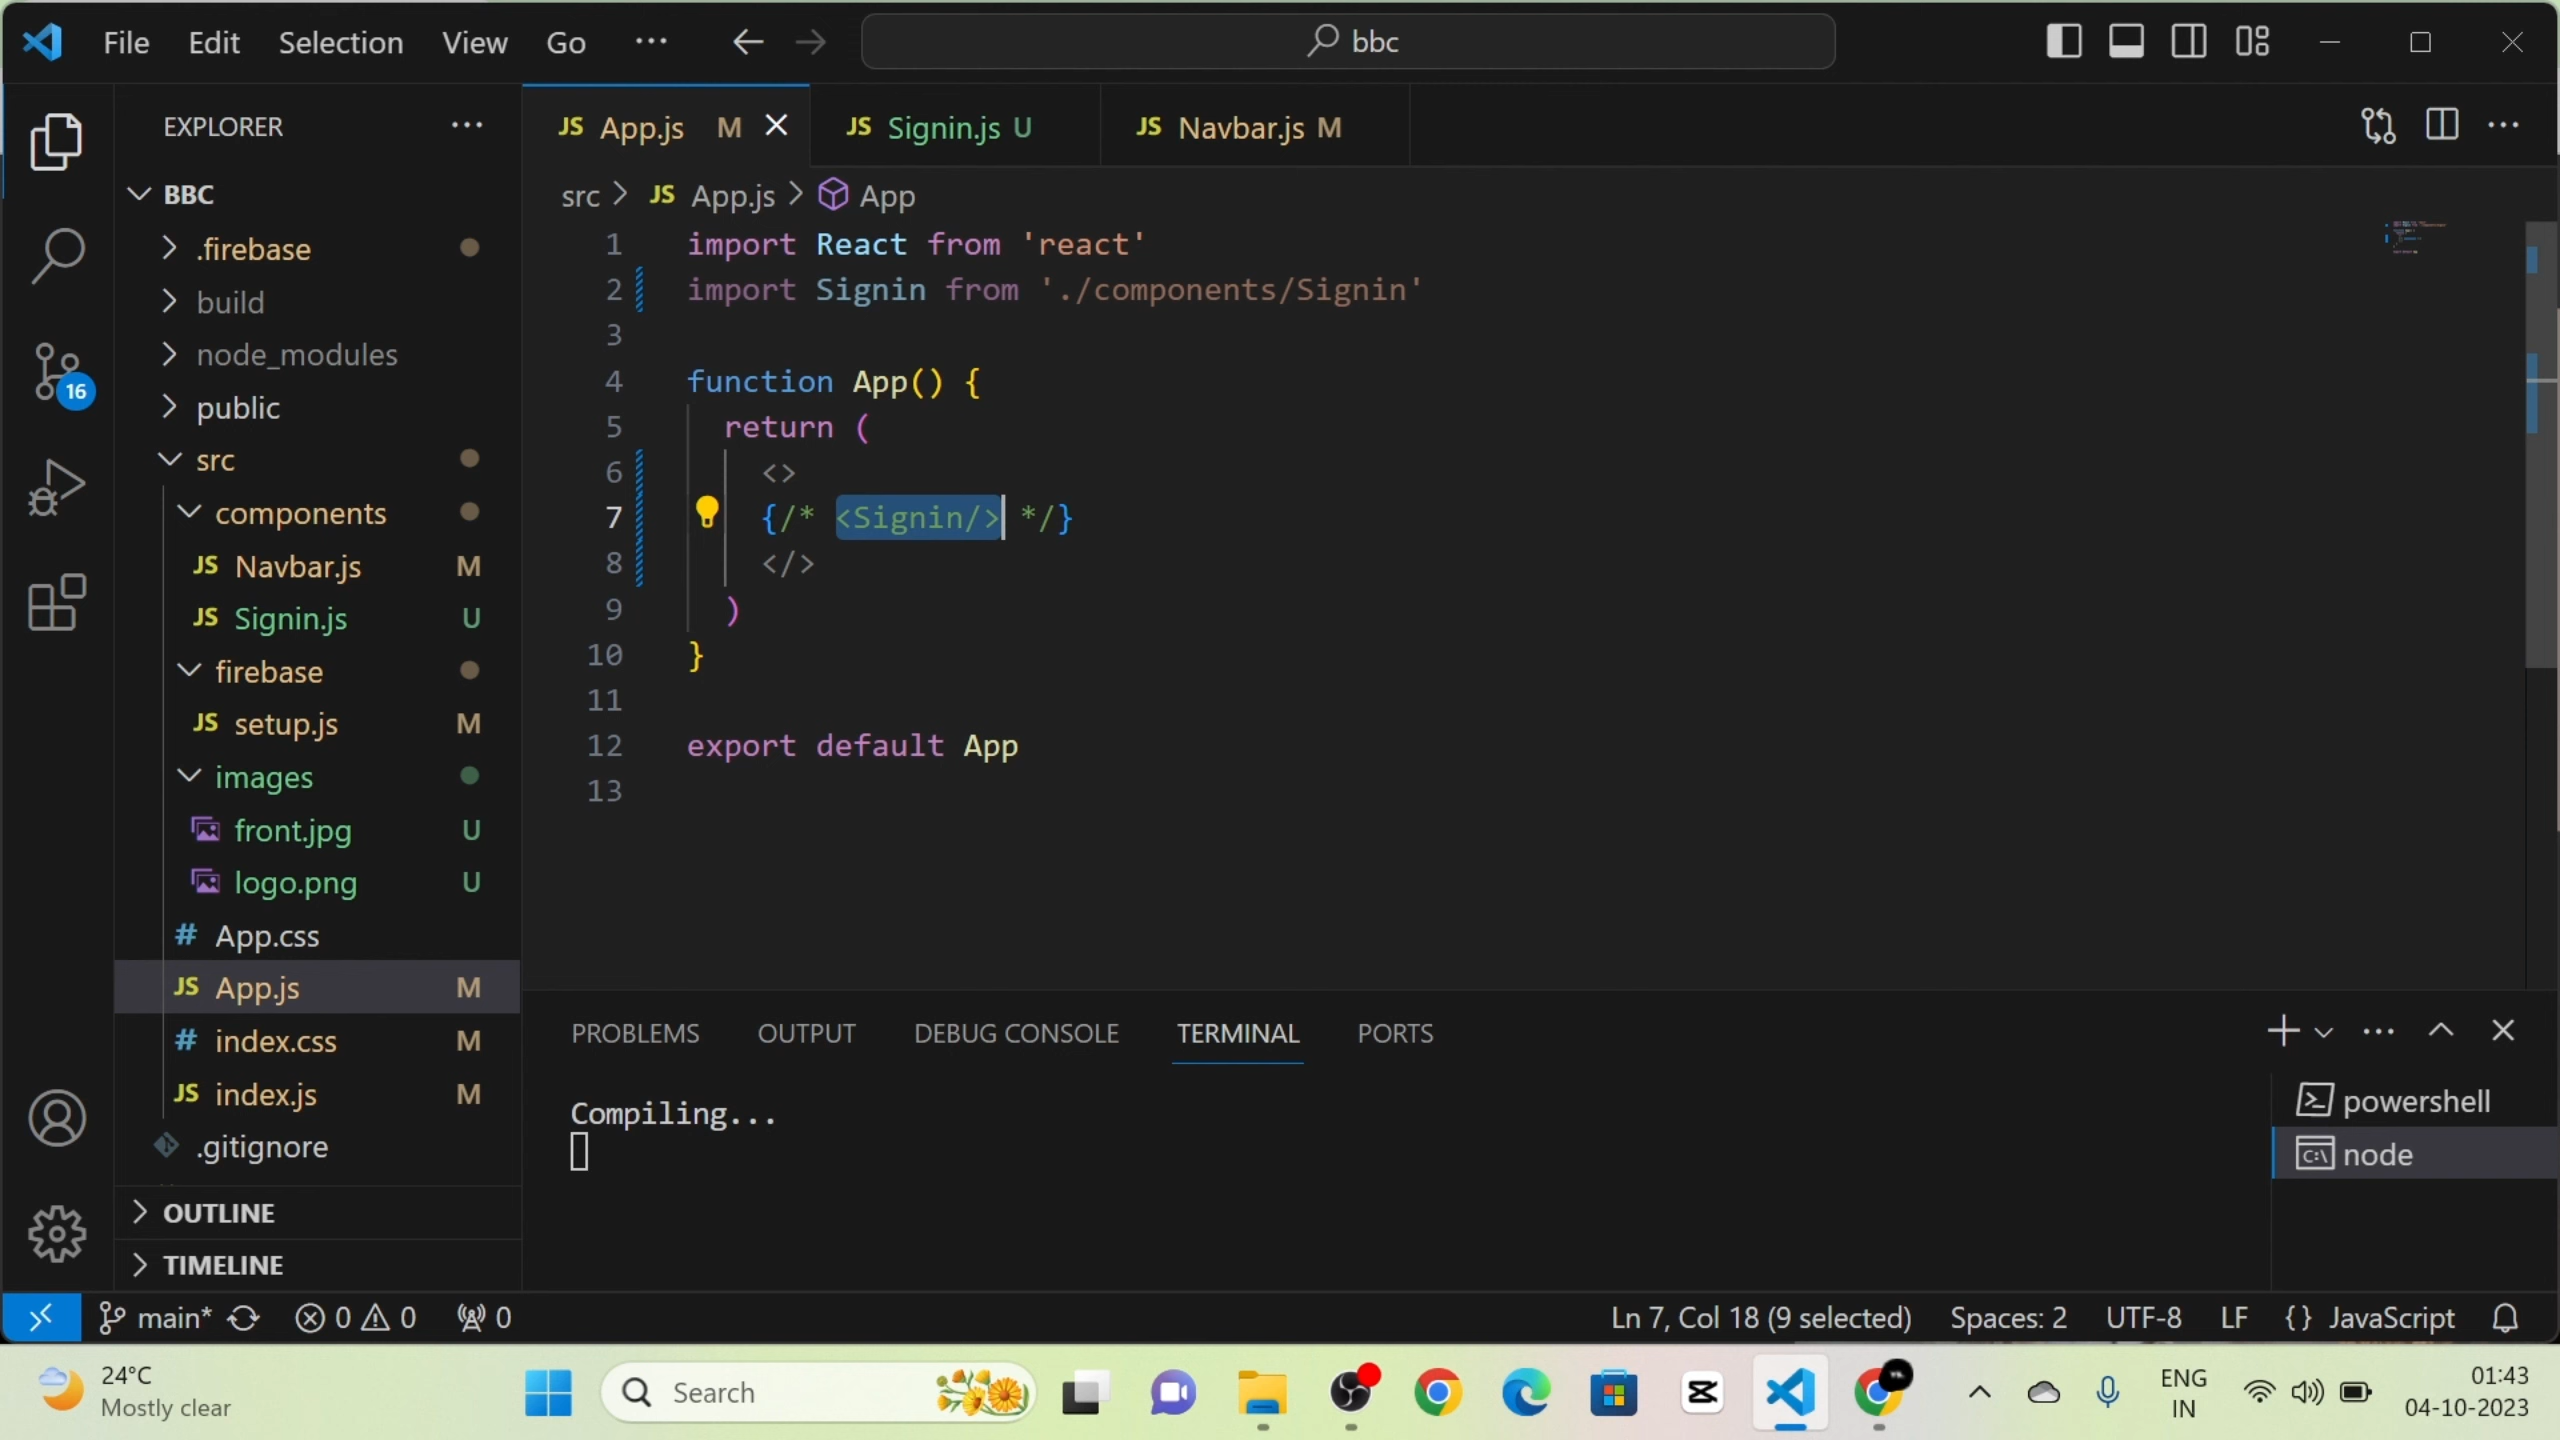 File Edit Selection View Go ... bbc
EXPLORER ...
JS App.js M
JS Signin.js U
JS Navbar.js M
BBC
.firebase
build
node_modules
public
src
components
JS Navbar.js M
JS Signin.js U
firebase
JS setup.js M
images
front.jpg U
logo.png U
# App.css
JS App.js M
# index.css M
JS index.js M
.gitignore
OUTLINE
TIMELINE
16
src > JS App.js > App
1 import React from 'react'
2 import Signin from './components/Signin'
3
4 function App() {
5 return (
6 <>
7 {/* <Signin/> */}
8 </>
9 )
10 }
11
12 export default App
13
PROBLEMS OUTPUT DEBUG CONSOLE TERMINAL PORTS
Compiling...
powershell
node
main* 0 0 0 Ln 7, Col 18 (9 selected) Spaces: 2 UTF-8 LF {} JavaScript
24°C
Mostly clear
Search
ENG
IN
01:43
04-10-2023